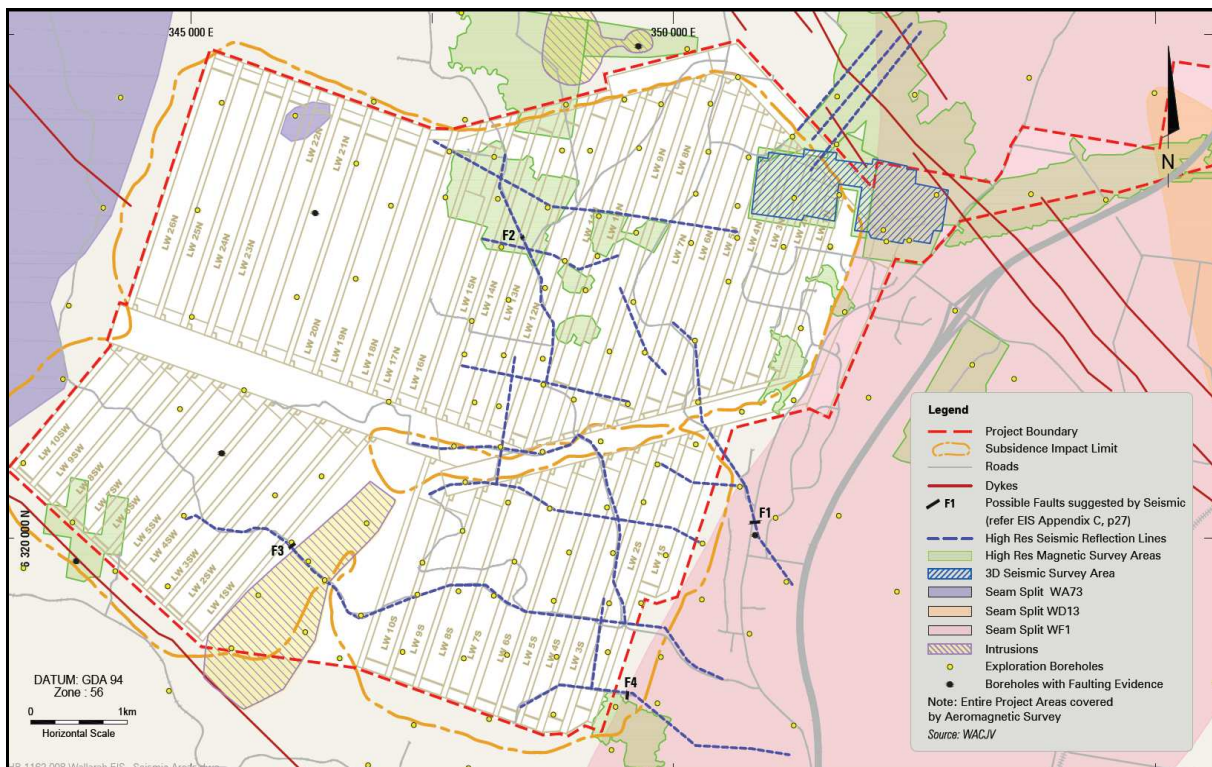 345 000 E
350 000 E
N
LW 22N
LW 21N
LW 9N
LW 8N
LW 26N
LW 25N
LW 24N
LW 23N
F2
LW 7N
LW 6N
LW 5N
LW 4N
LW 15N
LW 14N
LW 13N
LW 12N
LW 20N
LW 19N
LW 18N
LW 17N
LW 16N
LW 10SW
LW 9SW
LW 8SW
LW 5SW
LW 4SW
LW 3SW
LW 2SW
LW 1SW
6 320 000 N
F3
F1
LW 2S
LW 1S
LW 10S
LW 9S
LW 8S
LW 7S
LW 6S
LW 5S
LW 4S
LW 3S
F4
DATUM: GDA 94
Zone : 56
0 1km
Horizontal Scale
Legend
Project Boundary
Subsidence Impact Limit
Roads
Dykes
F1 Possible Faults suggested by Seismic
(refer EIS Appendix C, p27)
High Res Seismic Reflection Lines
High Res Magnetic Survey Areas
3D Seismic Survey Area
Seam Split WA73
Seam Split WD13
Seam Split WF1
Intrusions
Exploration Boreholes
Boreholes with Faulting Evidence
Note: Entire Project Areas covered
by Aeromagnetic Survey
Source: WACJV